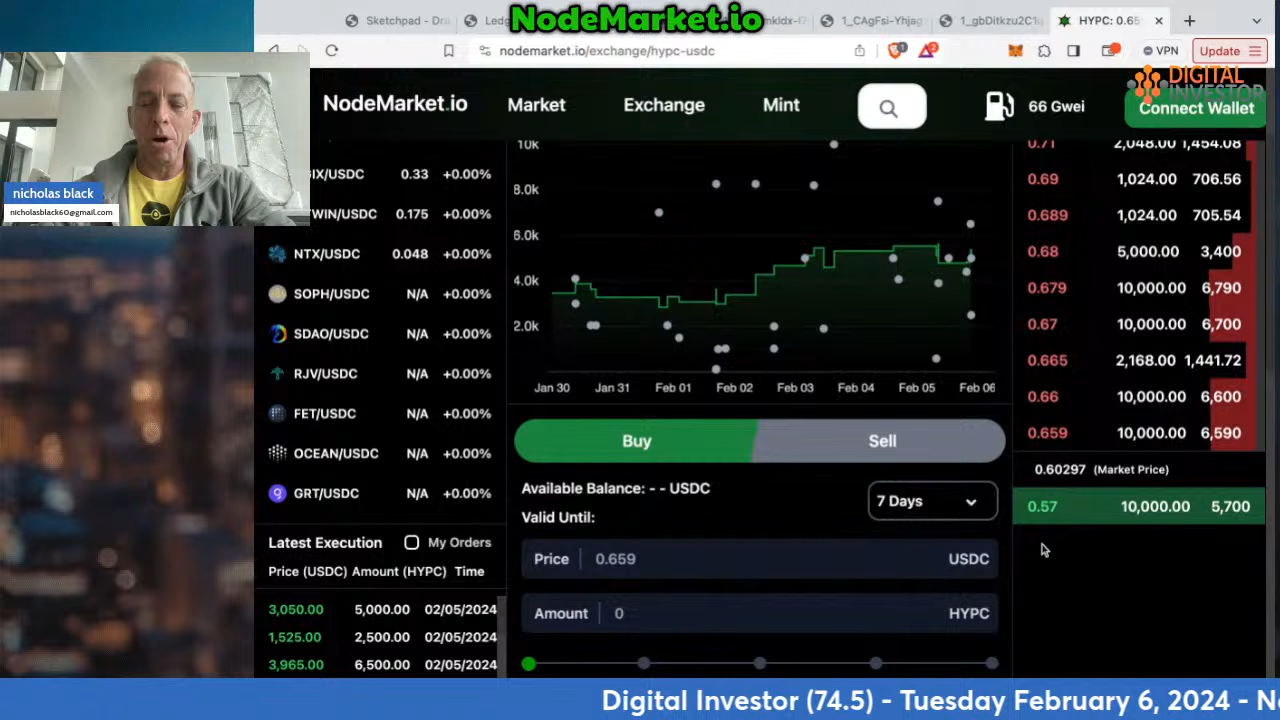 NodeMarket.io
Sketchpad - Dra
Ledg
1_CAgFsi-Yhjag
1_gbDitkzu2C1
HYPC: 0.65
nodemarket.io/exchange/hypc-usdc
VPN
Update
DIGITAL
INVESTOR
NodeMarket.io
Market
Exchange
Mint
66 Gwei
Connect Wallet
nicholas black
nicholasblack60@gmail.com
IX/USDC 0.33 +0.00%
WIN/USDC 0.175 +0.00%
NTX/USDC 0.048 +0.00%
SOPH/USDC N/A +0.00%
SDAO/USDC N/A +0.00%
RJV/USDC N/A +0.00%
FET/USDC N/A +0.00%
OCEAN/USDC N/A +0.00%
GRT/USDC N/A +0.00%
Latest Execution
My Orders
Price (USDC) Amount (HYPC) Time
3,050.00 5,000.00 02/05/2024
1,525.00 2,500.00 02/05/2024
3,965.00 6,500.00 02/05/2024
10k
8.0k
6.0k
4.0k
2.0k
Jan 30 Jan 31 Feb 01 Feb 02 Feb 03 Feb 04 Feb 05 Feb 06
Buy
Sell
Available Balance: - - USDC
Valid Until:
7 Days
Price 0.659 USDC
Amount 0 HYPC
0.71 2,048.00 1,454.08
0.69 1,024.00 706.56
0.689 1,024.00 705.54
0.68 5,000.00 3,400
0.679 10,000.00 6,790
0.67 10,000.00 6,700
0.665 2,168.00 1,441.72
0.66 10,000.00 6,600
0.659 10,000.00 6,590
0.60297 (Market Price)
0.57 10,000.00 5,700
Digital Investor (74.5) - Tuesday February 6, 2024 -